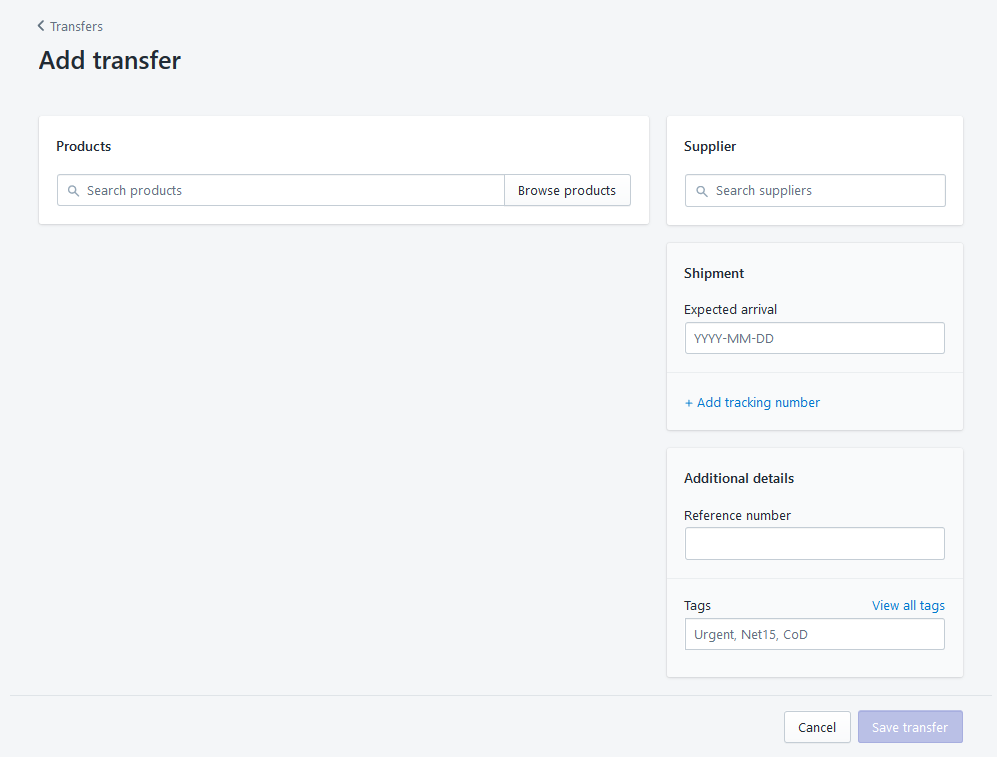 Transfers
Add transfer
Products
Search products
Browse products
Supplier
Search suppliers
Shipment
Expected arrival
YYYY-MM-DD
+ Add tracking number
Additional details
Reference number
Tags
View all tags
Urgent, Net15, CoD
Cancel
Save transfer